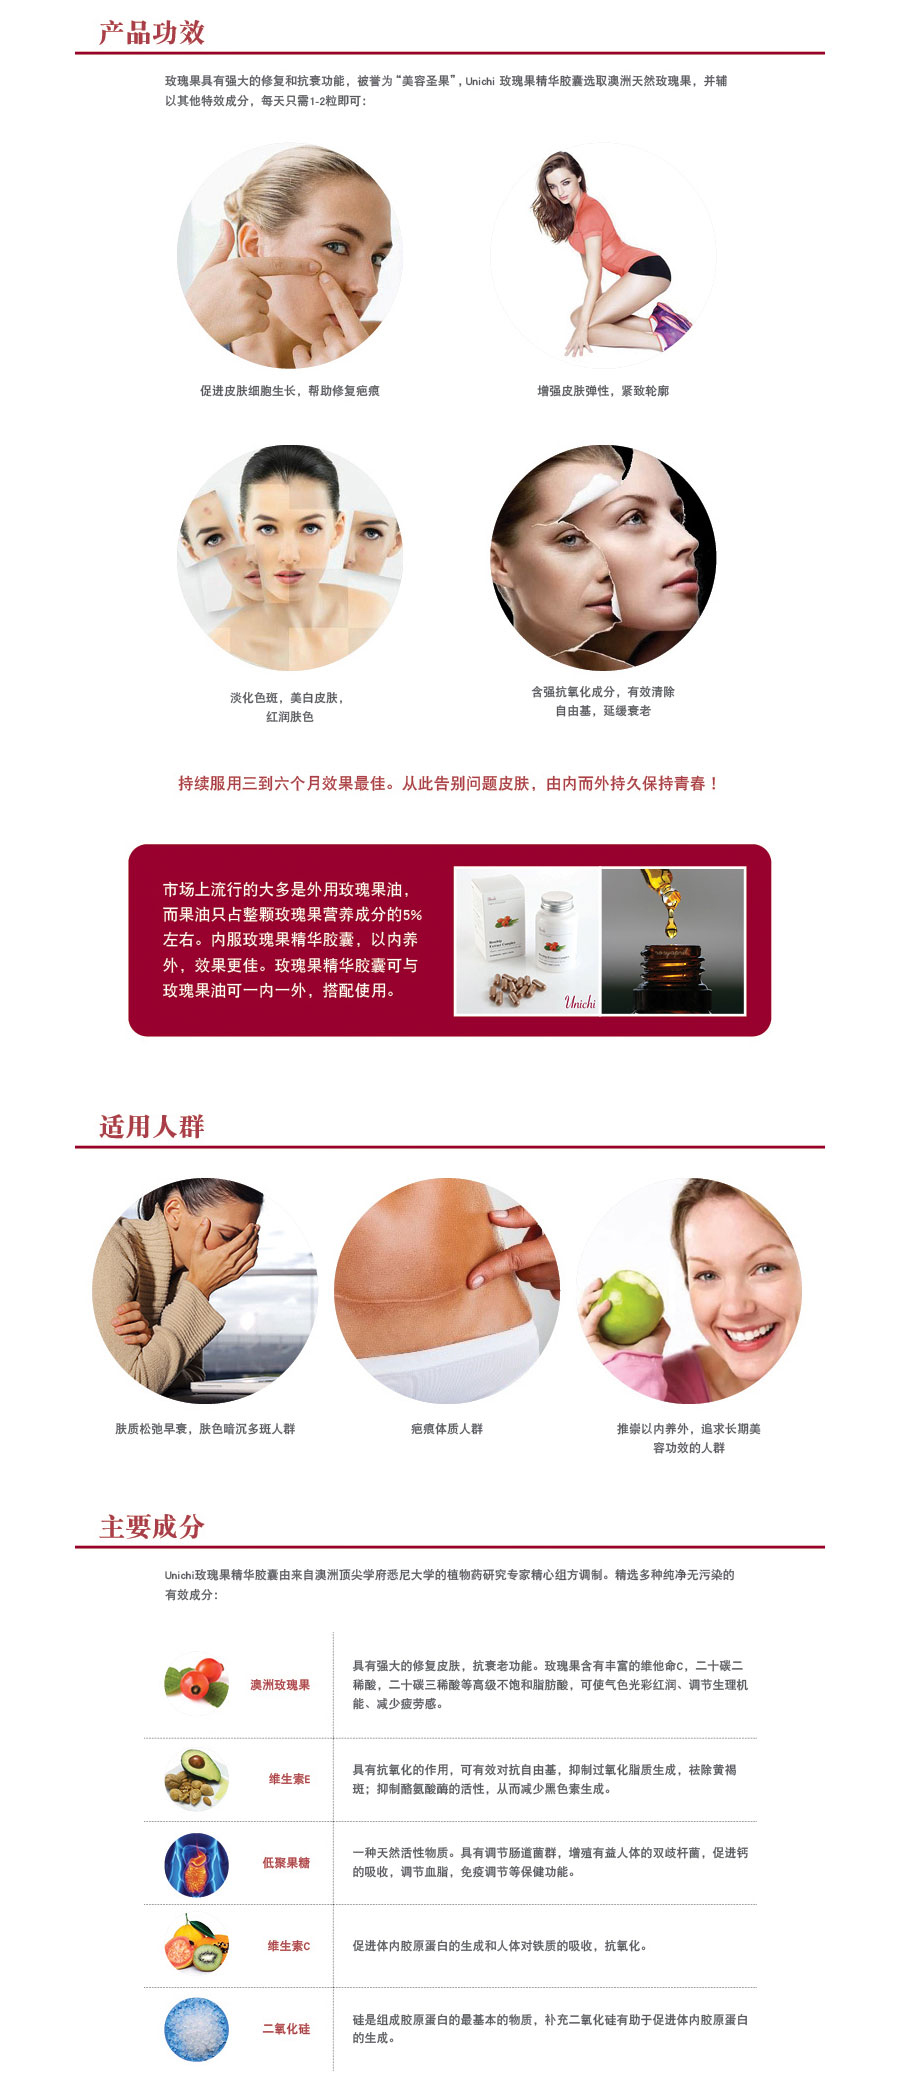 产品功效
玫瑰果具有强大的修复和抗衰功能，被誉为“美容圣果”，Unichi 玫瑰果精华胶囊选取澳洲天然玫瑰果，并辅
以其他特效成分，每天只需1-2粒即可：
促进皮肤细胞生长，帮助修复疤痕
增强皮肤弹性，紧致轮廓
淡化色斑，美白皮肤，
红润肤色
含强抗氧化成分，有效清除
自由基，延缓衰老
持续服用三到六个月效果最佳。从此告别问题皮肤，由内而外持久保持青春！
市场上流行的大多是外用玫瑰果油，
而果油只占整颗玫瑰果营养成分的5%
左右。内服玫瑰果精华胶囊，以内养
外，效果更佳。玫瑰果精华胶囊可与
玫瑰果油可一内一外，搭配使用。
Unichi
适用人群
肤质松弛早衰，肤色暗沉多斑人群
疤痕体质人群
推崇以内养外，追求长期美
容功效的人群
主要成分
Unichi玫瑰果精华胶囊由来自澳洲顶尖学府悉尼大学的植物药研究专家精心组方调制。精选多种纯净无污染的
有效成分：
澳洲玫瑰果
具有强大的修复皮肤，抗衰老功能。玫瑰果含有丰富的维他命C，二十碳二
稀酸，二十碳三稀酸等高级不饱和脂肪酸，可使气色光彩红润、调节生理机
能、减少疲劳感。
维生素E
具有抗氧化的作用，可有效对抗自由基，抑制过氧化脂质生成，祛除黄褐
斑；抑制酪氨酸酶的活性，从而减少黑色素生成。
低聚果糖
一种天然活性物质。具有调节肠道菌群，增殖有益人体的双歧杆菌，促进钙
的吸收，调节血脂，免疫调节等保健功能。
维生素C
促进体内胶原蛋白的生成和人体对铁质的吸收，抗氧化。
二氧化硅
硅是组成胶原蛋白的最基本的物质，补充二氧化硅有助于促进体内胶原蛋白
的生成。